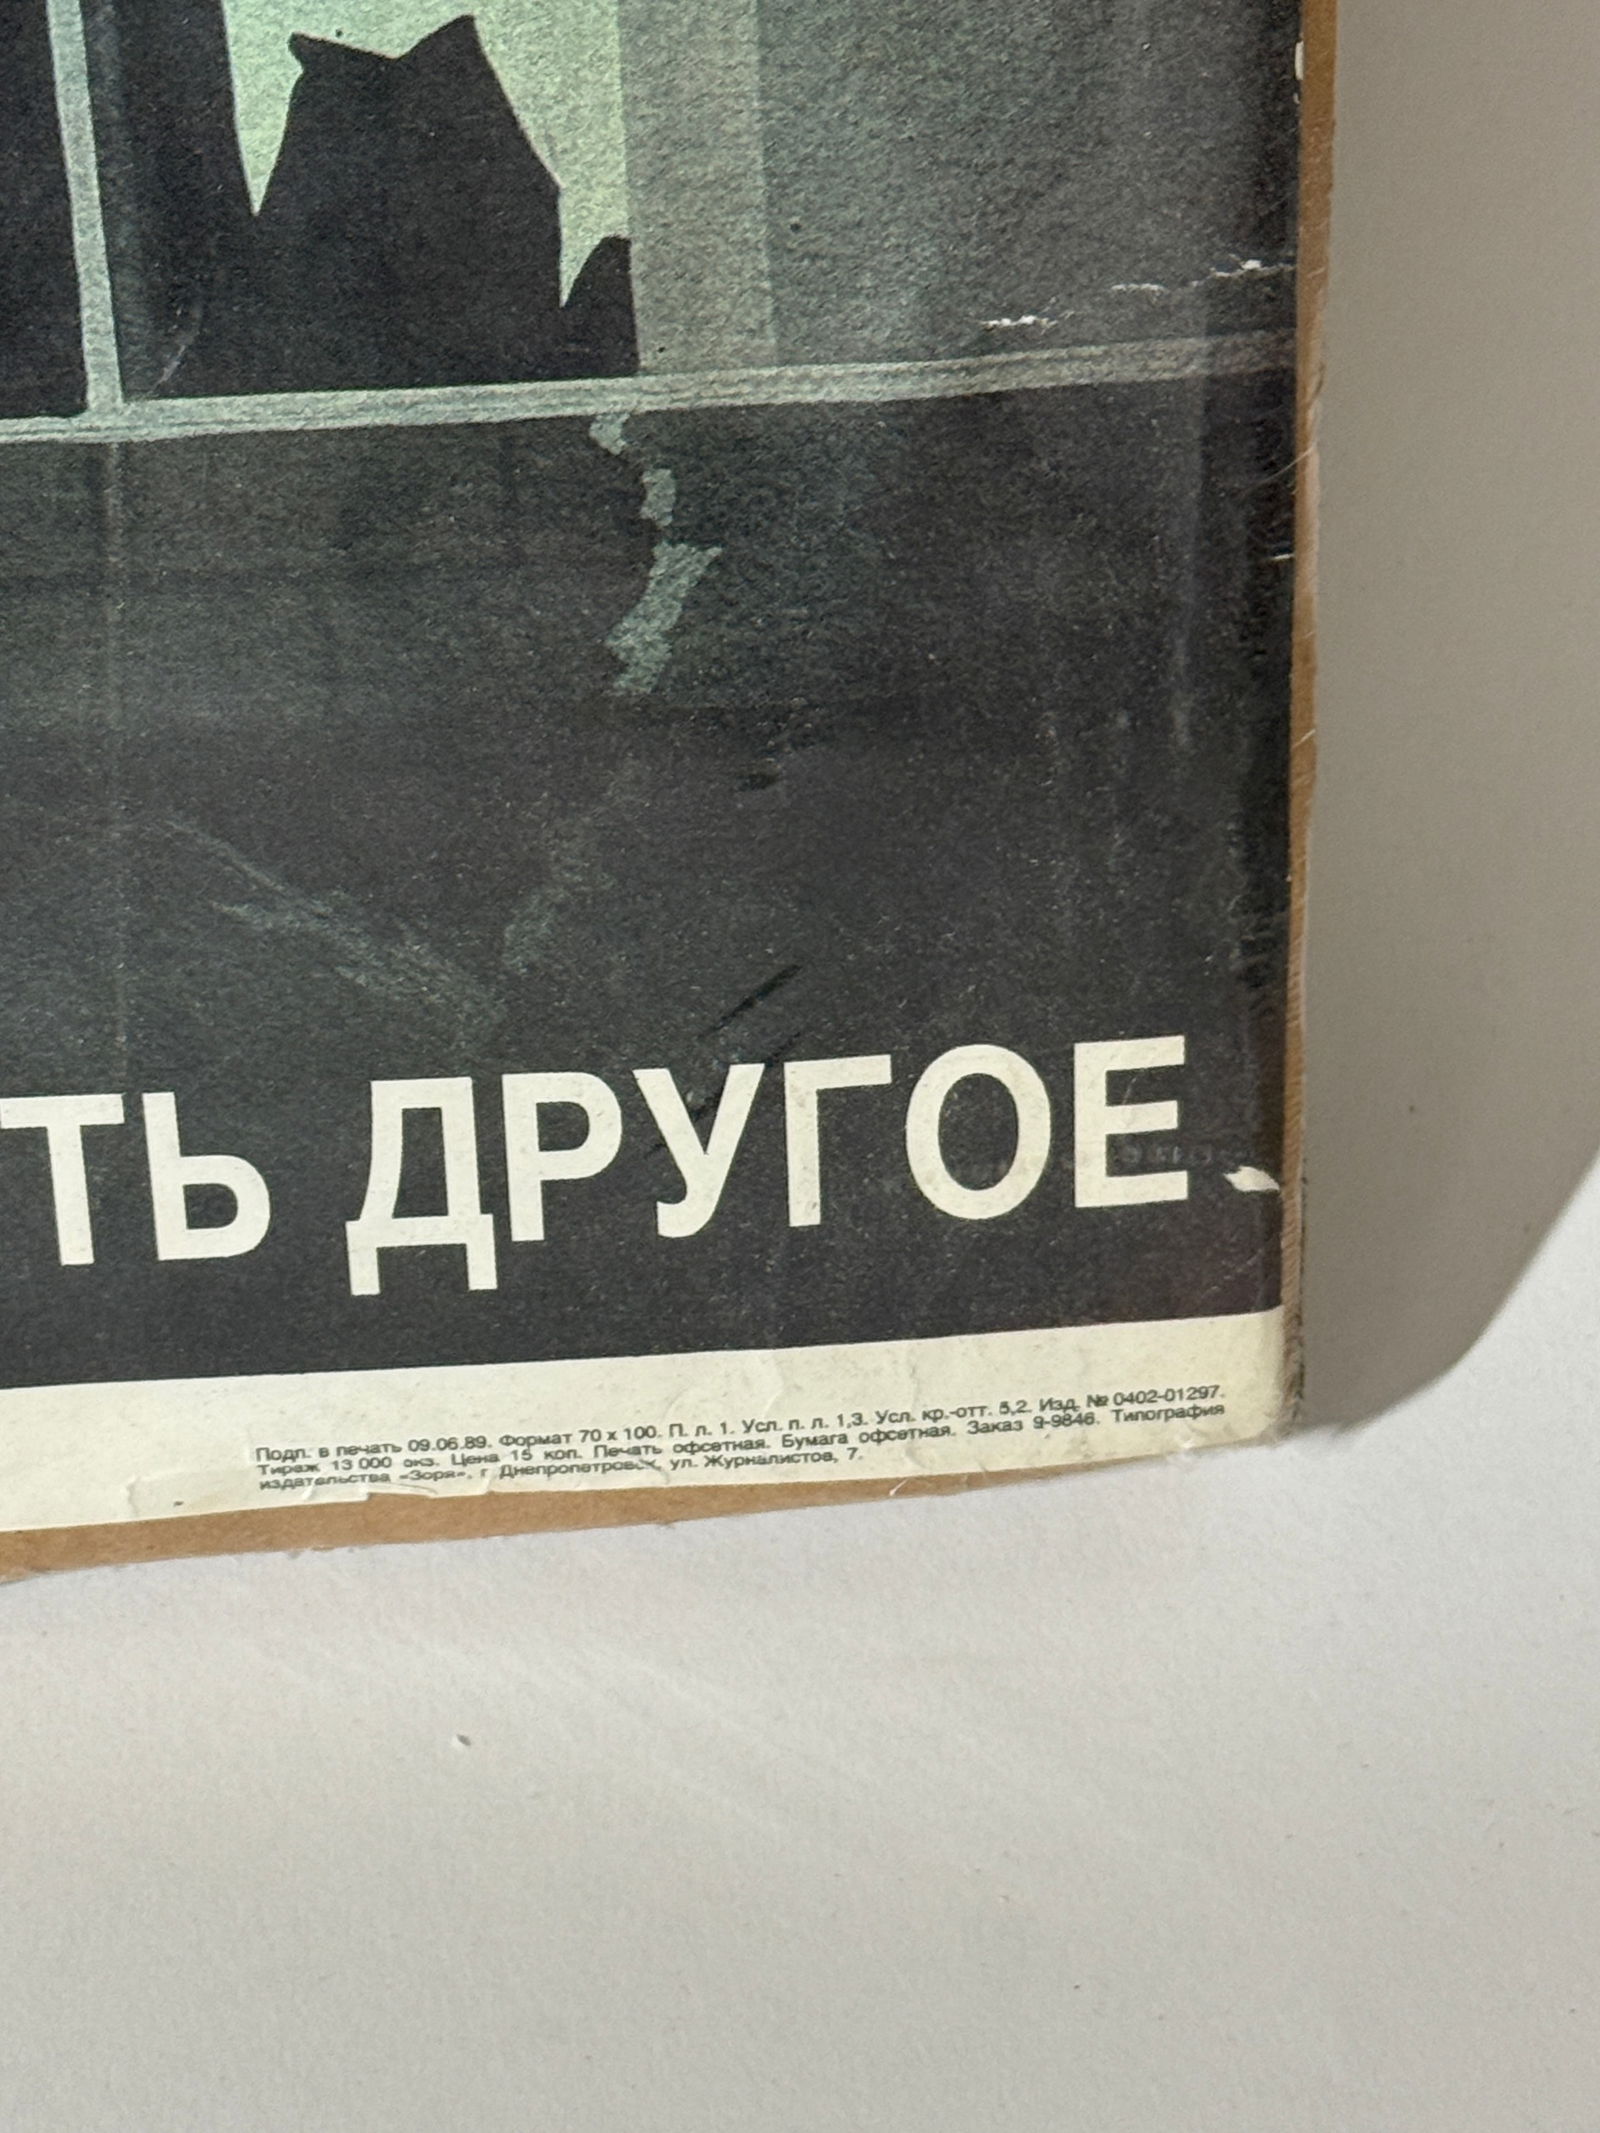 ТЬ ДРУГОЕ
Подп. в печать 09.06.89. Формат 70 х 100. П. л. 1. Усл. п. л. 1,3. Усл. кр.-отт. 5,2. Изд. № 0402-01297.
Тираж 13 000 экз. Цена 15 коп. Печать офсетная. Бумага офсетная. Заказ 9-9846. Типография
издательства «Зоря», г. Днепропетровск, ул. Журналистов, 7.